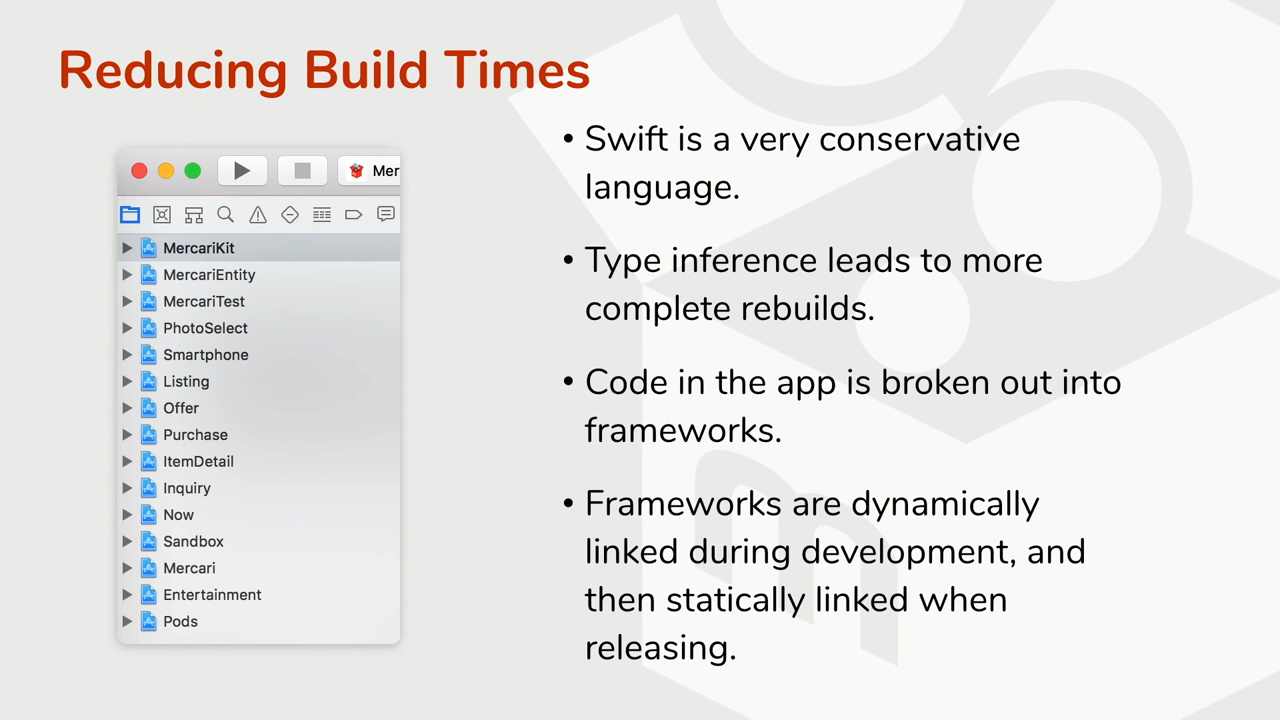 Reducing Build Times
Mer
MercariKit
MercariEntity
MercariTest
PhotoSelect
Smartphone
Listing
Offer
Purchase
ItemDetail
Inquiry
Now
Sandbox
Mercari
Entertainment
Pods
• Swift is a very conservative
language.
• Type inference leads to more
complete rebuilds.
• Code in the app is broken out into
frameworks.
• Frameworks are dynamically
linked during development, and
then statically linked when
releasing.